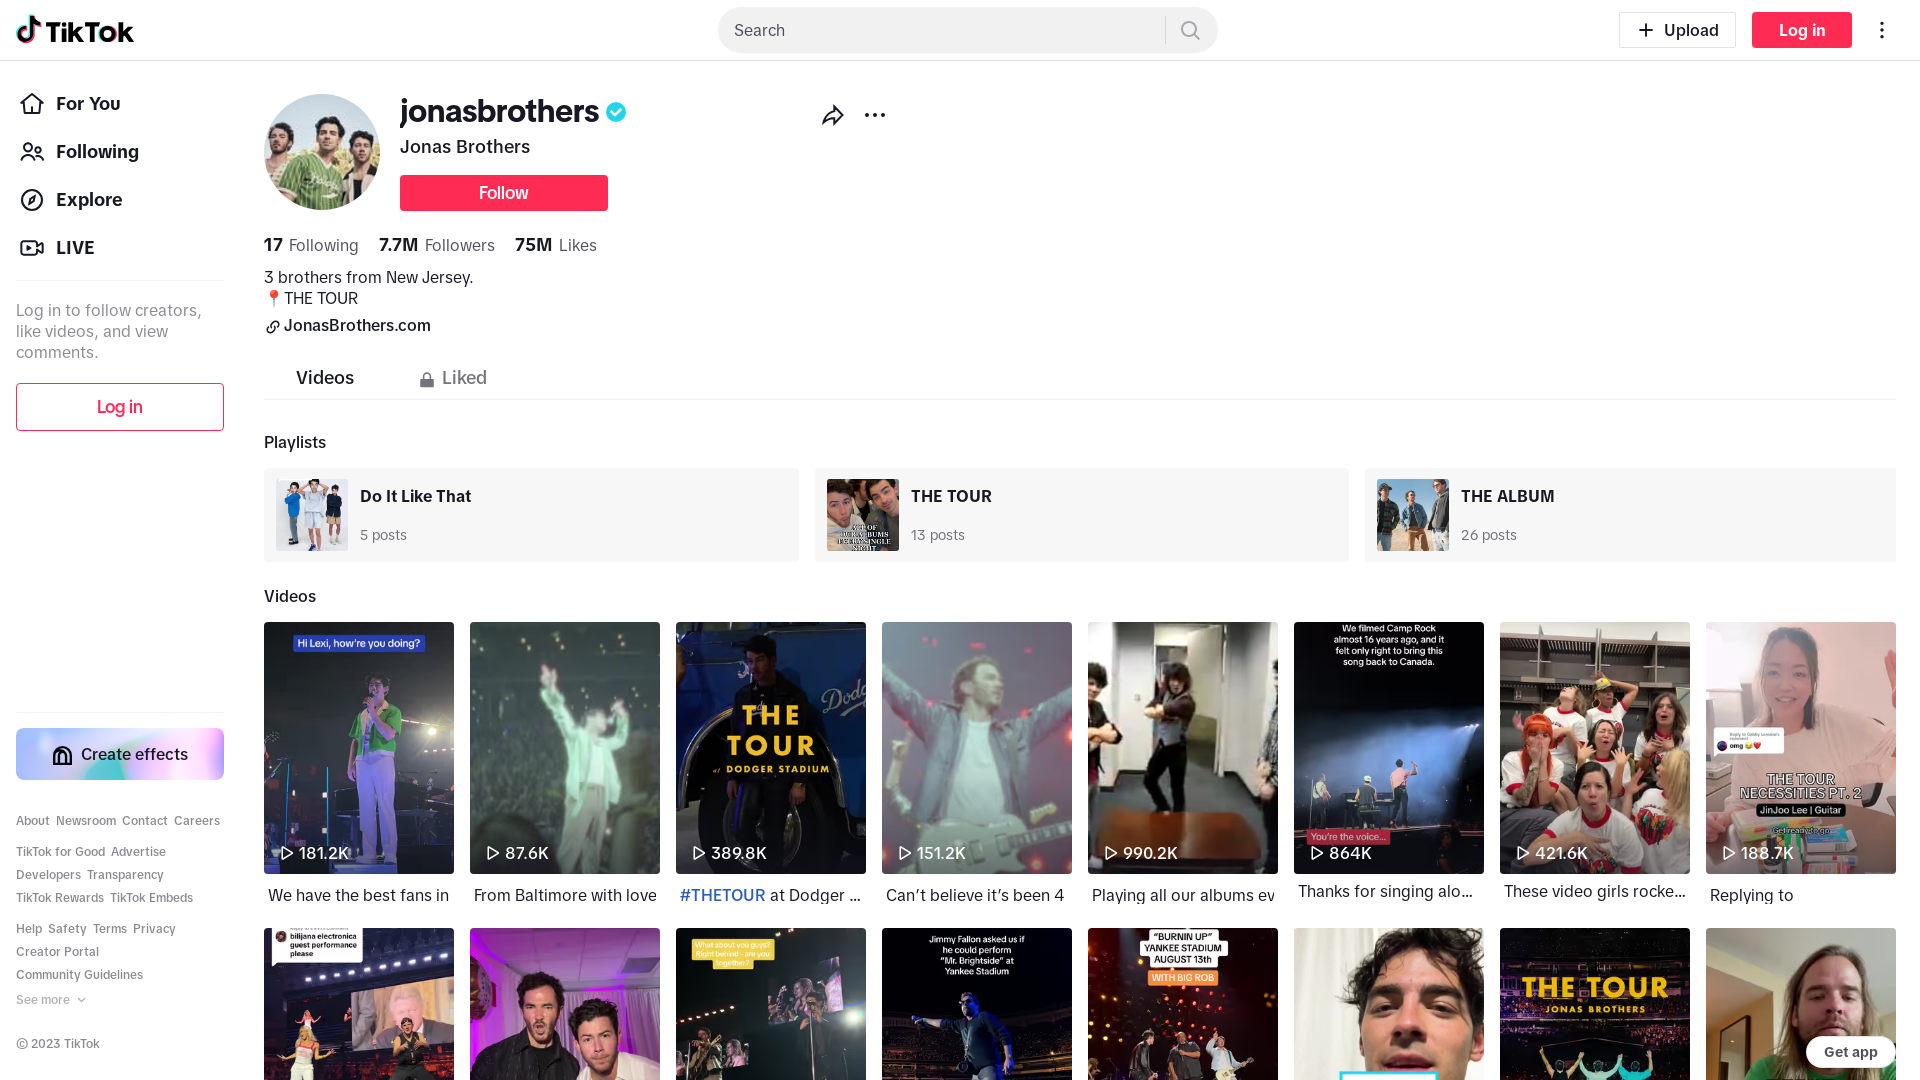 TikTok
Search
Upload
Log in
For You
Following
Explore
LIVE
Log in to follow creators,
like videos, and view
comments.
Log in
Create effects
About Newsroom Contact Careers
TikTok for Good Advertise
Developers Transparency
TikTok Rewards TikTok Embeds
Help Safety Terms Privacy
Creator Portal
Community Guidelines
See more
© 2023 TikTok
jonasbrothers
Jonas Brothers
Follow
17 Following 7.7M Followers 75M Likes
3 brothers from New Jersey.
📍THE TOUR
JonasBrothers.com
Videos Liked
Playlists
Do It Like That
5 posts
THE TOUR
13 posts
THE ALBUM
26 posts
Videos
Hi Lexi, how're you doing?
181.2K
We have the best fans in
87.6K
From Baltimore with love
THE
TOUR
at DODGER STADIUM
389.8K
#THETOUR at Dodger ...
151.2K
Can’t believe it’s been 4
990.2K
Playing all our albums ev
We filmed Camp Rock
almost 16 years ago, and it
felt only right to bring this
song back to Canada.
You're the voice...
864K
Thanks for singing alo...
421.6K
These video girls rocke...
omg
THE TOUR
NECESSITIES PT. 2
JinJoo Lee | Guitar
Get ready to go
188.7K
Replying to
bilijana electronica
guest performance
please
What about you guys?
Right behind - are you
together?
Jimmy Fallon asked us if
he could perform
“Mr. Brightside” at
Yankee Stadium
“BURNIN UP”
YANKEE STADIUM
AUGUST 13th
WITH BIG ROB
THE TOUR
JONAS BROTHERS
Get app